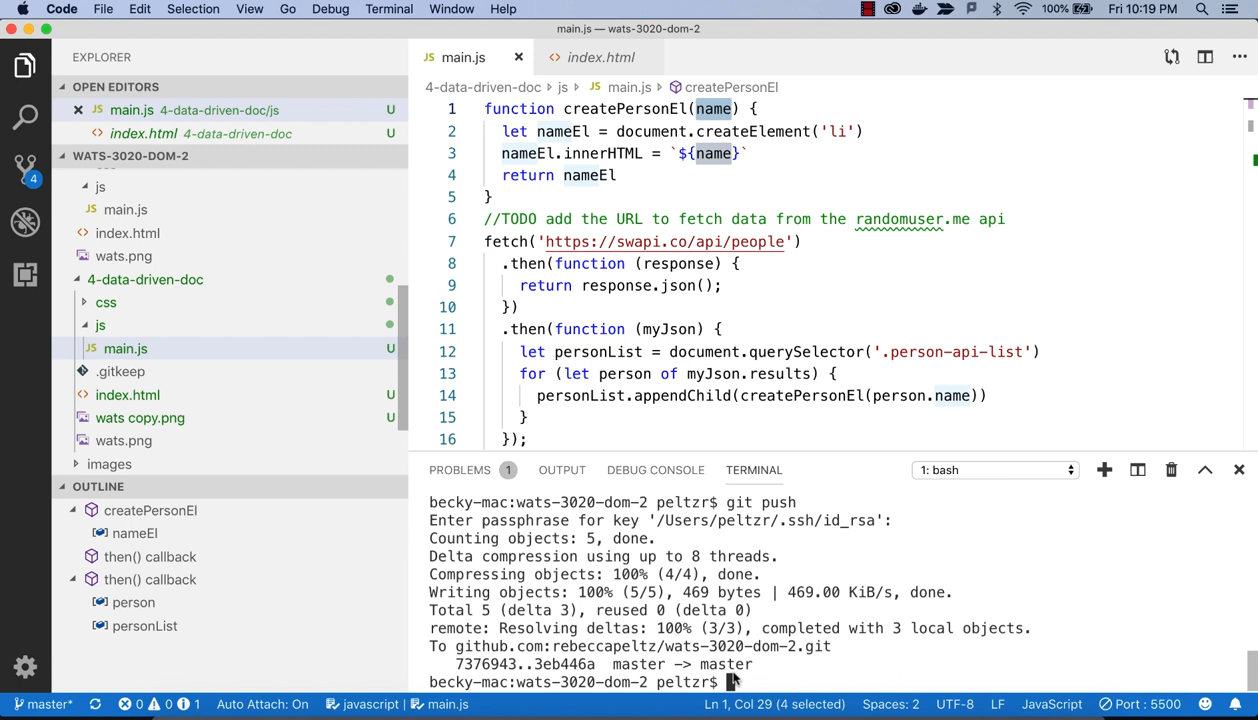 Code File Edit Selection View Go Debug Terminal Window Help 100% Fri 10:19 PM
main.js — wats-3020-dom-2
EXPLORER
OPEN EDITORS
JS main.js 4-data-driven-doc/js U
<> index.html 4-data-driven-doc U
WATS-3020-DOM-2
js
JS main.js
<> index.html
wats.png
4-data-driven-doc
css
js
JS main.js U
.gitkeep
<> index.html U
wats copy.png U
wats.png
images
OUTLINE
createPersonEl
nameEl
then() callback
then() callback
person
personList
4
JS main.js <> index.html
4-data-driven-doc js JS main.js createPersonEl
1 function createPersonEl(name) {
2 let nameEl = document.createElement('li')
3 nameEl.innerHTML = `${name}`
4 return nameEl
5 }
6 //TODO add the URL to fetch data from the randomuser.me api
7 fetch('https://swapi.co/api/people')
8 .then(function (response) {
9 return response.json();
10 })
11 .then(function (myJson) {
12 let personList = document.querySelector('.person-api-list')
13 for (let person of myJson.results) {
14 personList.appendChild(createPersonEl(person.name))
15 }
16 });
PROBLEMS 1 OUTPUT DEBUG CONSOLE TERMINAL 1: bash
becky-mac:wats-3020-dom-2 peltzr$ git push
Enter passphrase for key '/Users/peltzr/.ssh/id_rsa':
Counting objects: 5, done.
Delta compression using up to 8 threads.
Compressing objects: 100% (4/4), done.
Writing objects: 100% (5/5), 469 bytes | 469.00 KiB/s, done.
Total 5 (delta 3), reused 0 (delta 0)
remote: Resolving deltas: 100% (3/3), completed with 3 local objects.
To github.com:rebeccapeltz/wats-3020-dom-2.git
7376943..3eb446a master -> master
becky-mac:wats-3020-dom-2 peltzr$
master* 0 0 1 Auto Attach: On javascript | main.js Ln 1, Col 29 (4 selected) Spaces: 2 UTF-8 LF JavaScript Port : 5500